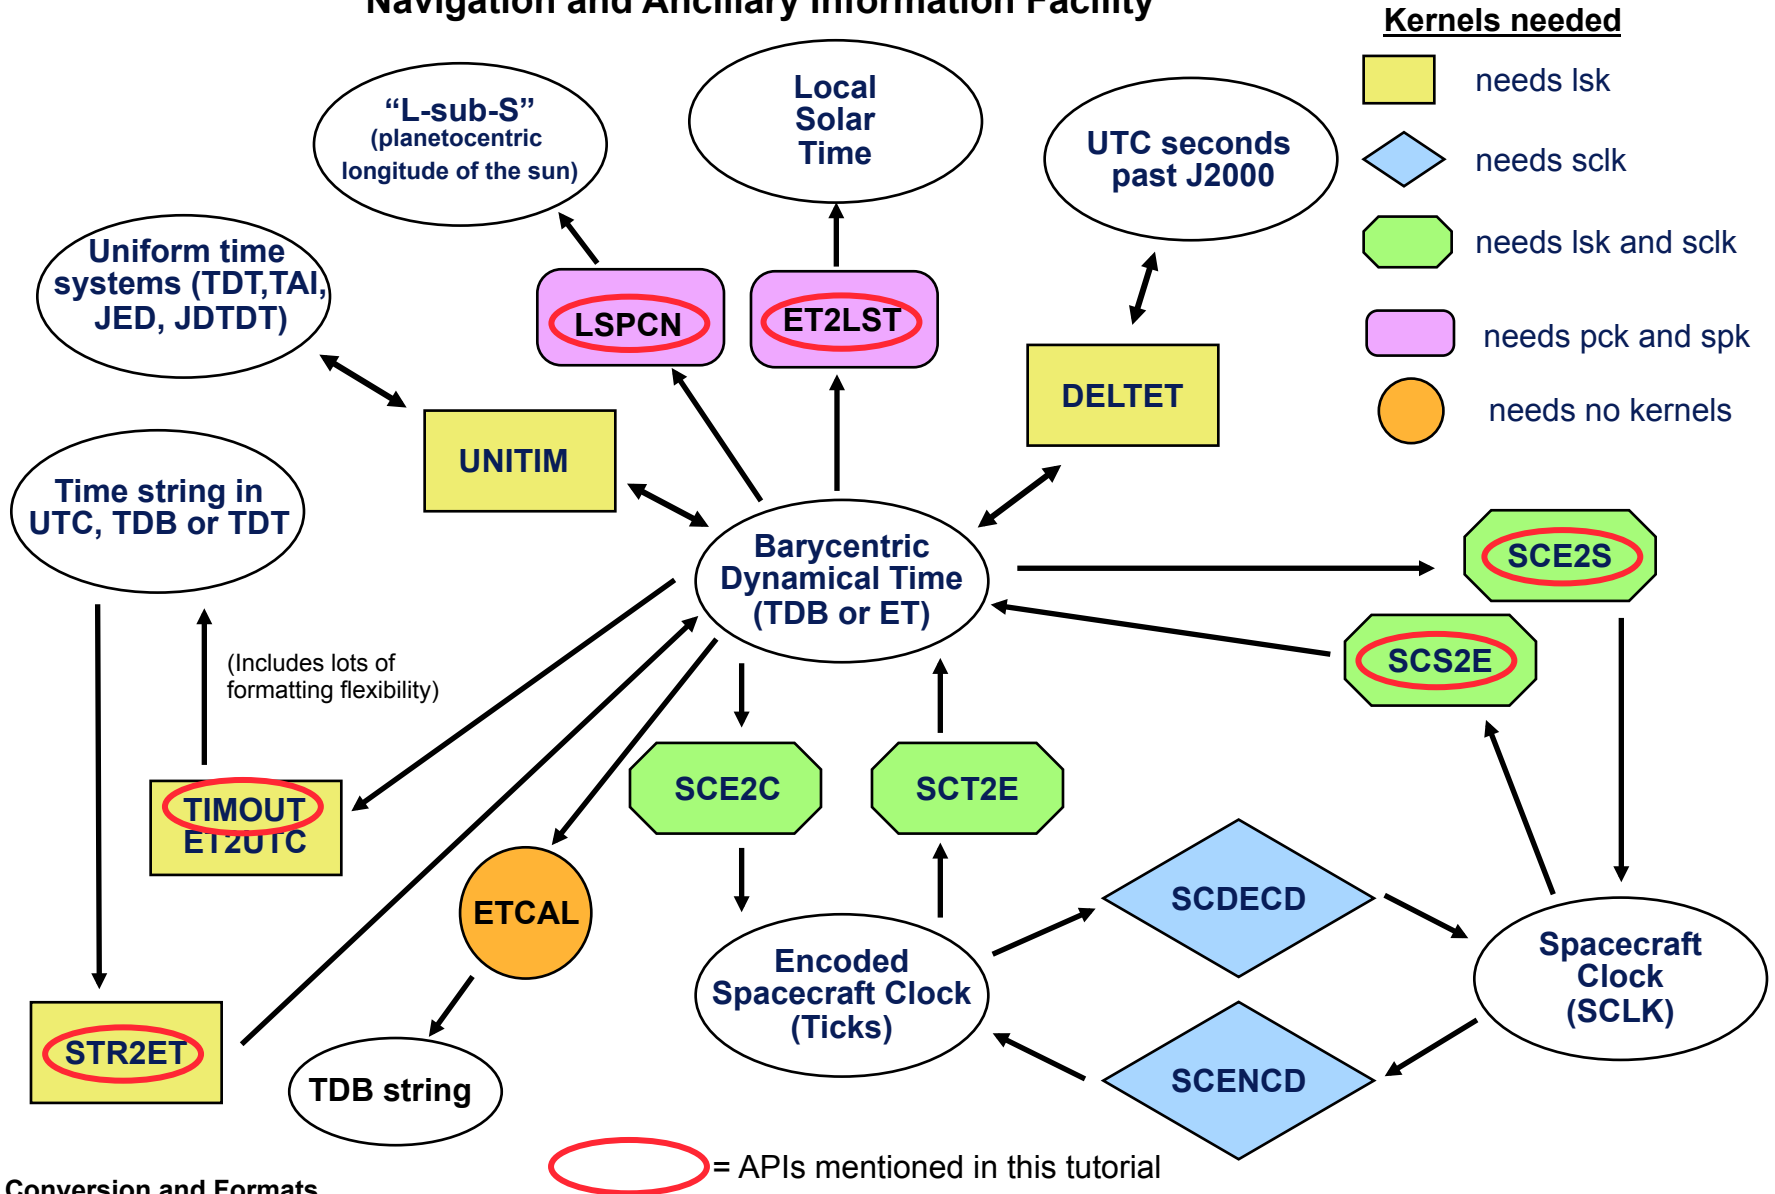 Navigation and Ancillary Information Facility
Kernels needed
needs lsk
needs sclk
needs lsk and sclk
needs pck and spk
needs no kernels
“L-sub-S”
(planetocentric
longitude of the sun)
Local
Solar
Time
UTC seconds
past J2000
Uniform time
systems (TDT,TAI,
JED, JDTDT)
LSPCN
ET2LST
DELTET
UNITIM
Time string in
UTC, TDB or TDT
Barycentric
Dynamical Time
(TDB or ET)
SCE2S
SCS2E
(Includes lots of
formatting flexibility)
TIMOUT
ET2UTC
SCE2C
SCT2E
ETCAL
SCDECD
Encoded
Spacecraft Clock
(Ticks)
Spacecraft
Clock
(SCLK)
STR2ET
TDB string
SCENCD
= APIs mentioned in this tutorial
Conversion and Formats